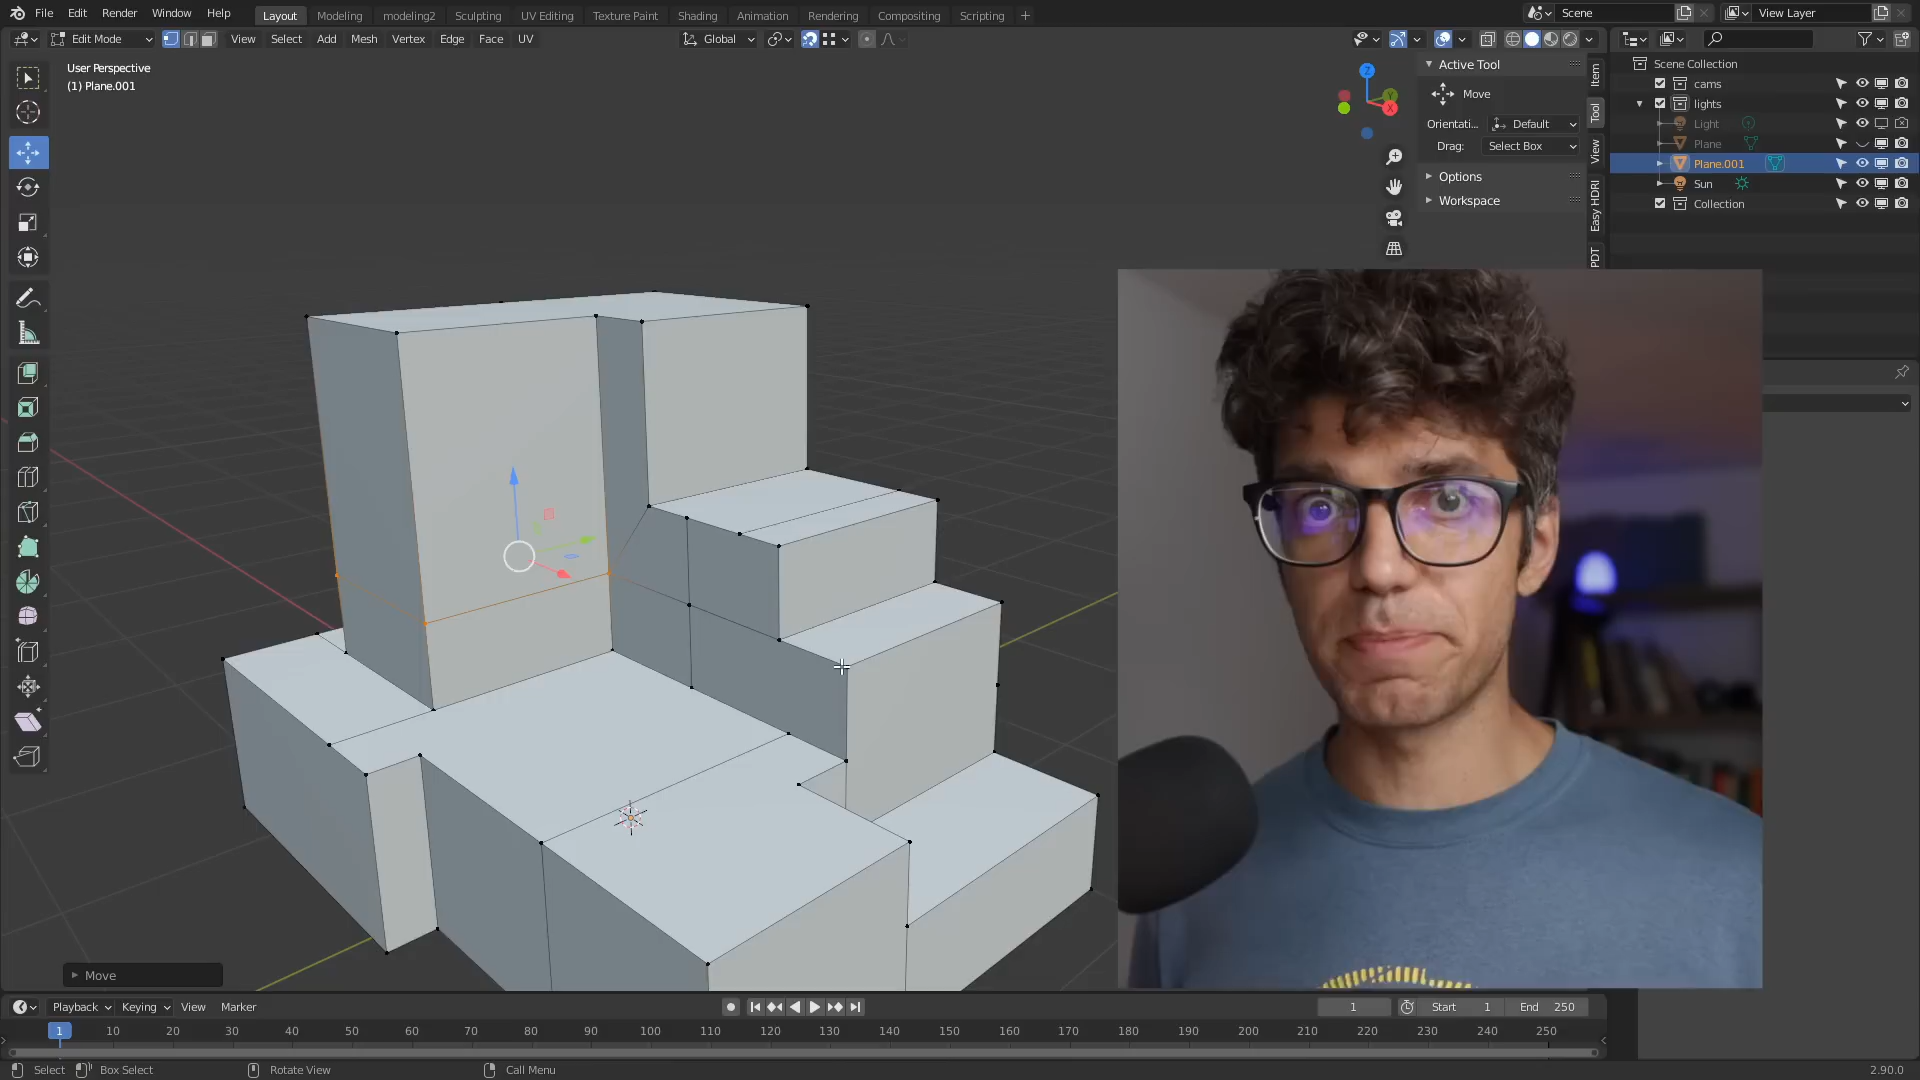 File Edit Render Window Help Layout Modeling modeling2 Sculpting UV Editing Texture Paint Shading Animation Rendering Compositing Scripting + Scene View Layer
Edit Mode View Select Add Mesh Vertex Edge Face UV Global
User Perspective
(1) Plane.001
Active Tool
Move
Orientati... Default
Drag: Select Box
Options
Workspace
Item
Tool
View
Easy HDRI
PDT
Z
Y
X
Scene Collection
cams
lights
Light
Plane
Plane.001
Sun
Collection
Move
Playback Keying View Marker 1 Start 1 End 250
1 10 20 30 40 50 60 70 80 90 100 110 120 130 140 150 160 170 180 190 200 210 220 230 240 250
Select Box Select Rotate View Call Menu 2.90.0